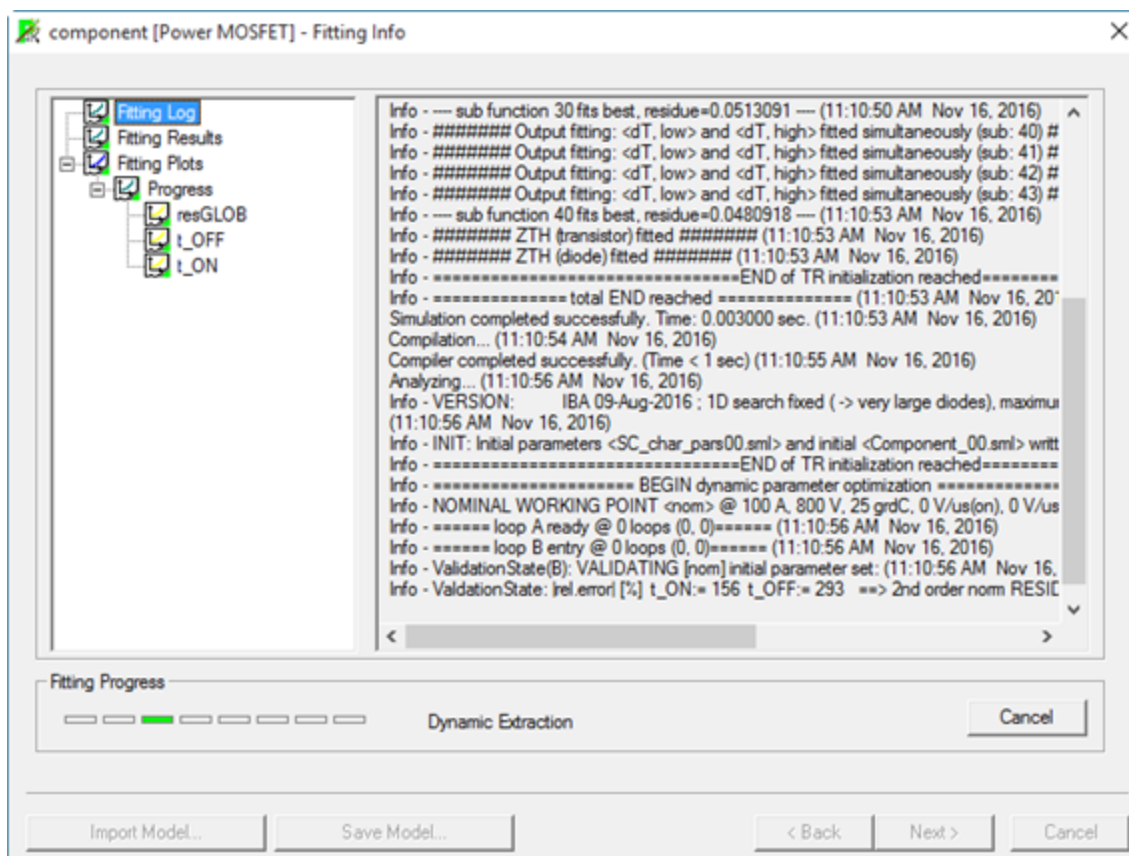 component [Power MOSFET] - Fitting Info
Fitting Log
Fitting Results
Fitting Plots
Progress
resGLOB
t_OFF
t_ON
Info - ---- sub function 30 fits best, residue=0.0513091 ---- (11:10:50 AM Nov 16, 2016)
Info - ####### Output fitting: <dT, low> and <dT, high> fitted simultaneously (sub: 40) #
Info - ####### Output fitting: <dT, low> and <dT, high> fitted simultaneously (sub: 41) #
Info - ####### Output fitting: <dT, low> and <dT, high> fitted simultaneously (sub: 42) #
Info - ####### Output fitting: <dT, low> and <dT, high> fitted simultaneously (sub: 43) #
Info - ---- sub function 40 fits best, residue=0.0480918 ---- (11:10:53 AM Nov 16, 2016)
Info - ####### ZTH (transistor) fitted ####### (11:10:53 AM Nov 16, 2016)
Info - ####### ZTH (diode) fitted ####### (11:10:53 AM Nov 16, 2016)
Info - ================================END of TR initialization reached========
Info - ============== total END reached ============== (11:10:53 AM Nov 16, 20
Simulation completed successfully. Time: 0.003000 sec. (11:10:53 AM Nov 16, 2016)
Compilation... (11:10:54 AM Nov 16, 2016)
Compiler completed successfully. (Time < 1 sec) (11:10:55 AM Nov 16, 2016)
Analyzing... (11:10:56 AM Nov 16, 2016)
Info - VERSION: IBA 09-Aug-2016 ; 1D search fixed ( -> very large diodes), maximu
(11:10:56 AM Nov 16, 2016)
Info - INIT: Initial parameters <SC_char_pars00.sml> and initial <Component_00.sml> writt
Info - ================================END of TR initialization reached========
Info - ===================== BEGIN dynamic parameter optimization =============
Info - NOMINAL WORKING POINT <nom> @ 100 A, 800 V, 25 grdC, 0 V/us(on), 0 V/us
Info - ====== loop A ready @ 0 loops (0, 0)====== (11:10:56 AM Nov 16, 2016)
Info - ====== loop B entry @ 0 loops (0, 0)====== (11:10:56 AM Nov 16, 2016)
Info - ValidationState(B): VALIDATING [nom] initial parameter set: (11:10:56 AM Nov 16,
Info - ValdationState: |rel.error| [%] t_ON:= 156 t_OFF:= 293 ==> 2nd order norm RESID
Fitting Progress
Dynamic Extraction
Cancel
Import Model...
Save Model...
< Back
Next >
Cancel